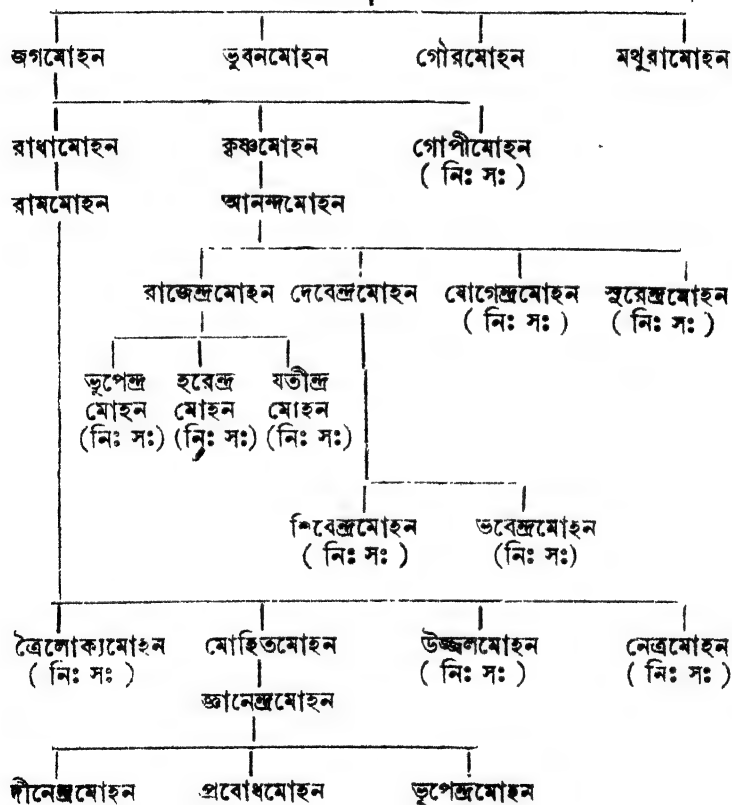 জগমোহন ভুবনমোহন গৌরমোহন মথুরামোহন
রাধামোহন কৃষ্ণমোহন গোপীমোহন
( নিঃ সঃ )
রামমোহন আনন্দমোহন
রাজেন্দ্রমোহন দেবেন্দ্রমোহন যোগেন্দ্রমোহন সুরেন্দ্রমোহন
( নিঃ সঃ ) ( নিঃ সঃ )
ভূপেন্দ্র হরেন্দ্র যতীন্দ্র
মোহন মোহন মোহন
(নিঃ সঃ) (নিঃ সঃ) (নিঃ সঃ)
শিবেন্দ্রমোহন ভবেন্দ্রমোহন
( নিঃ সঃ ) (নিঃ সঃ)
ত্রৈলোক্যমোহন মোহিতমোহন উজ্জ্বলমোহন নেত্রমোহন
( নিঃ সঃ ) ( নিঃ সঃ ) ( নিঃ সঃ )
জ্ঞানেন্দ্রমোহন
দীনেন্দ্রমোহন প্রবোধমোহন ভূপেন্দ্রমোহন